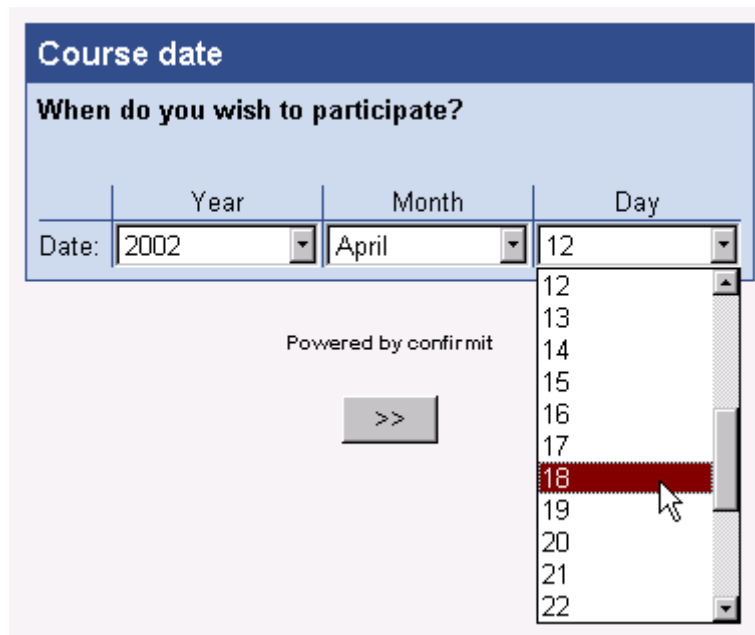 Course date
When do you wish to participate?
Year Month Day
Date: 2002 April 12
12
13
14
15
16
17
18
19
20
21
22
Powered by confirmit
>>